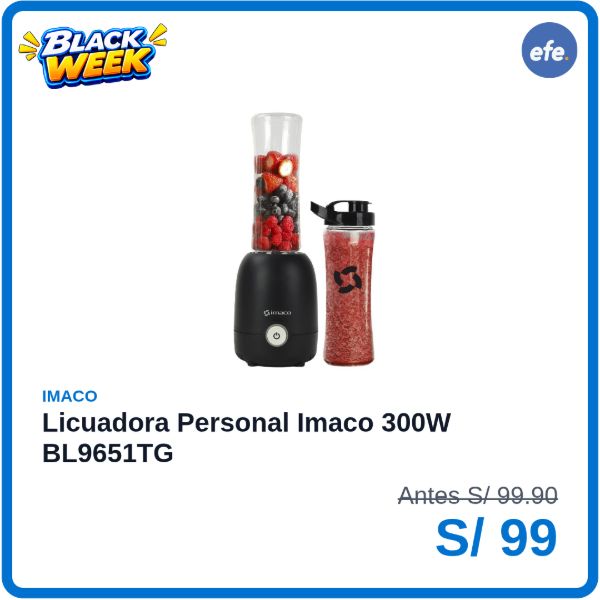 BLACK
WEEK
efe.
imaco
IMACO
Licuadora Personal Imaco 300W
BL9651TG
Antes S/ 99.90
S/ 99